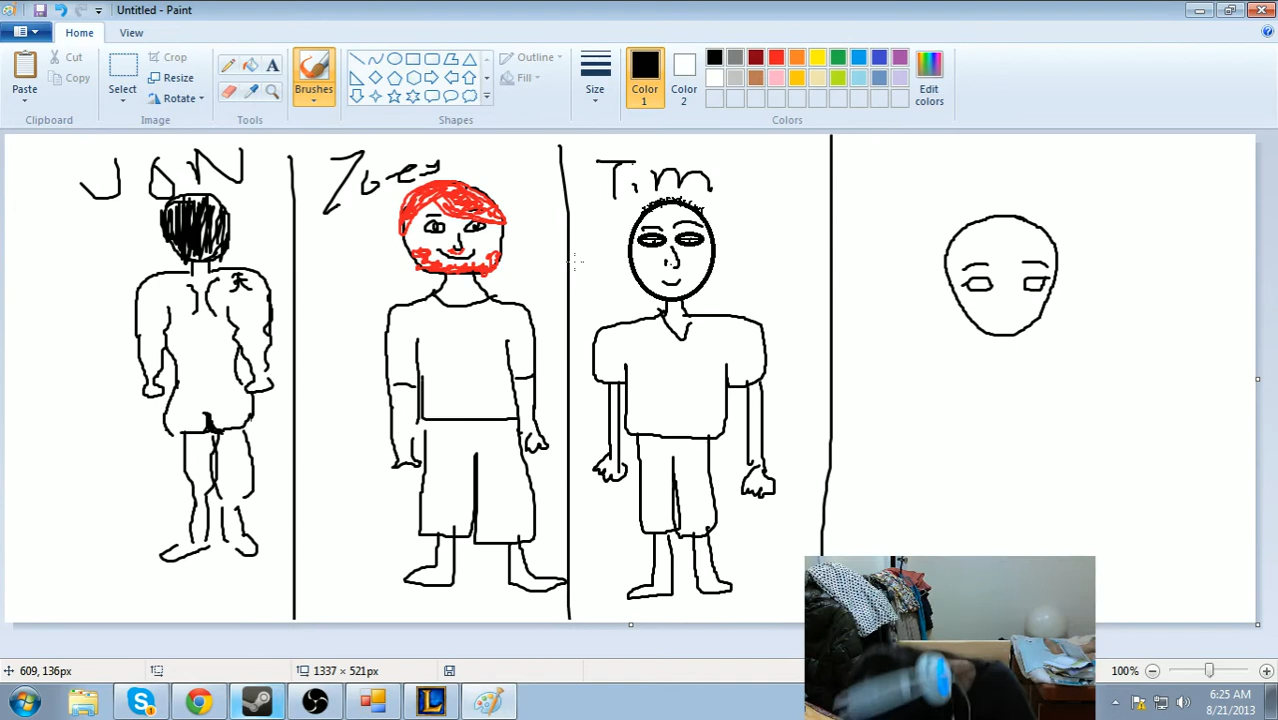 Untitled - Paint
Home
View
Paste
Cut
Copy
Clipboard
Select
Crop
Resize
Rotate
Image
Tools
Brushes
Shapes
Outline
Fill
Size
Color 1
Color 2
Edit colors
Colors
JON
Zoey
Tim
609, 136px
1337 × 521px
100%
6:25 AM
8/21/2013